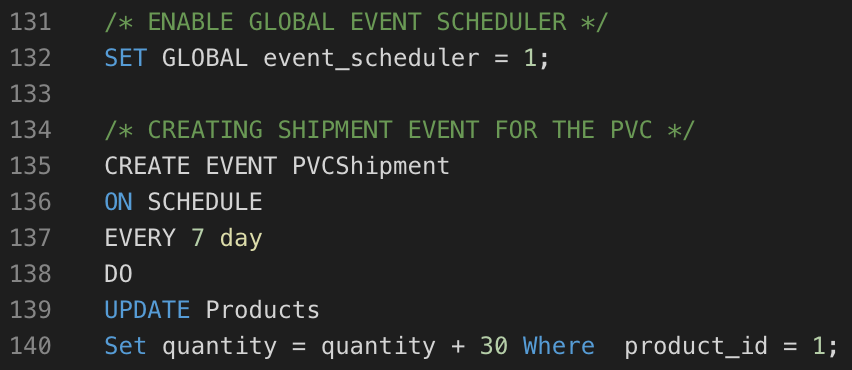 131 /* ENABLE GLOBAL EVENT SCHEDULER */
132 SET GLOBAL event_scheduler = 1;
133
134 /* CREATING SHIPMENT EVENT FOR THE PVC */
135 CREATE EVENT PVCShipment
136 ON SCHEDULE
137 EVERY 7 day
138 DO
139 UPDATE Products
140 Set quantity = quantity + 30 Where  product_id = 1;